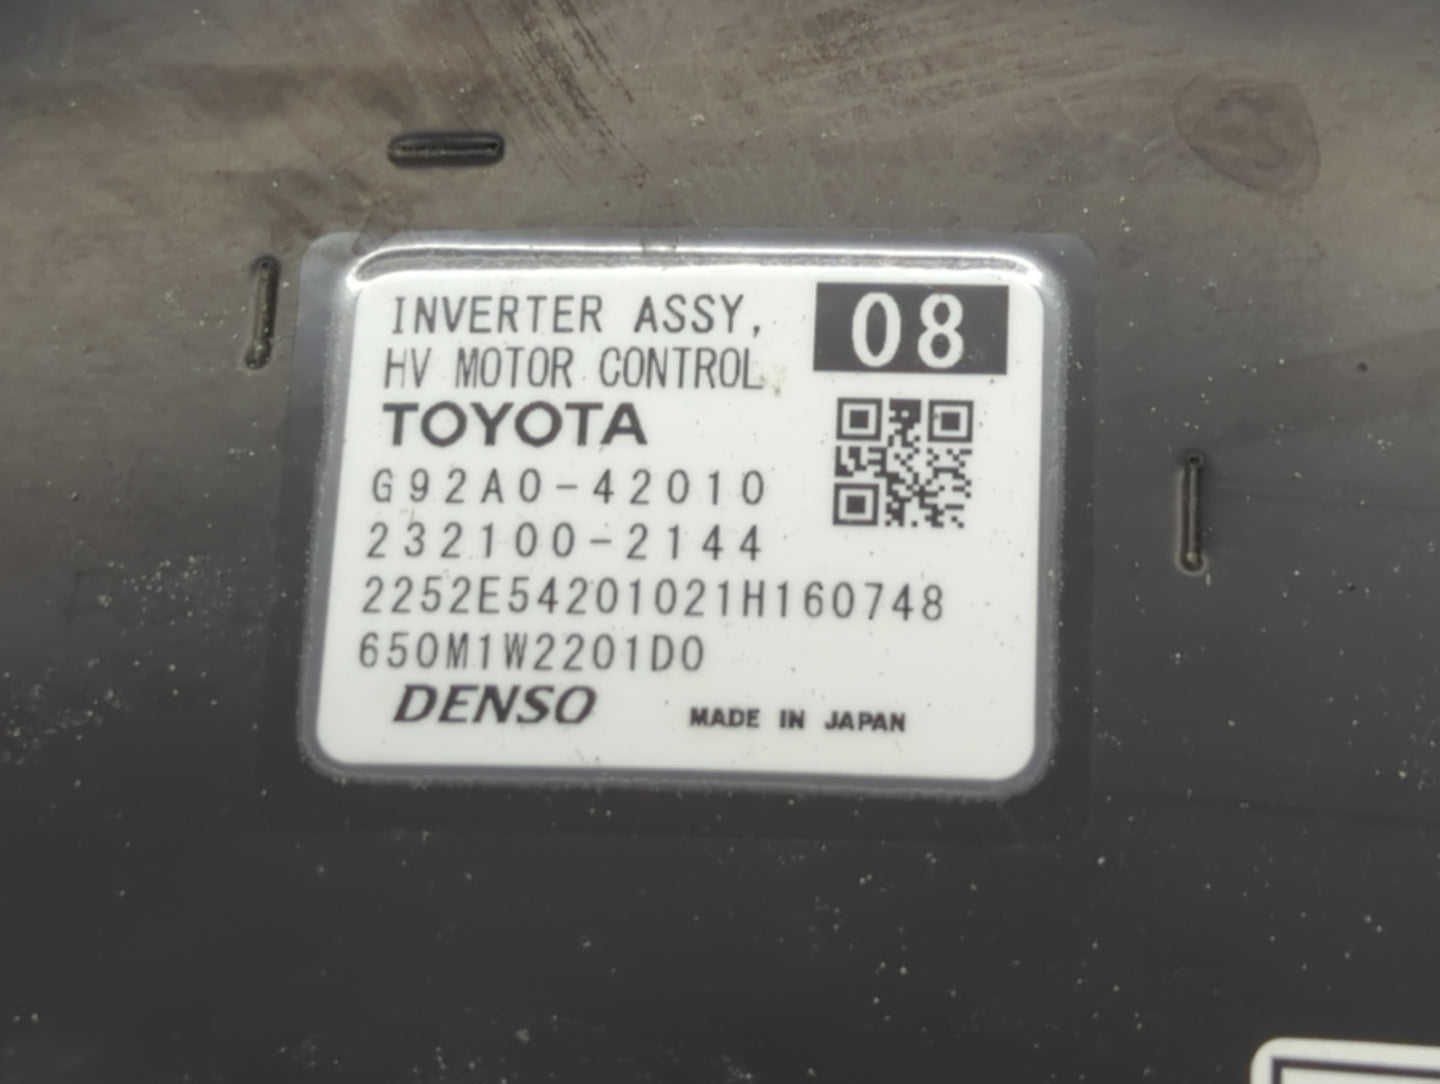 INVERTER ASSY,
HV MOTOR CONTROL
08
TOYOTA
G92A0-42010
232100-2144
2252E54201021H160748
650M1W2201D0
DENSO MADE IN JAPAN